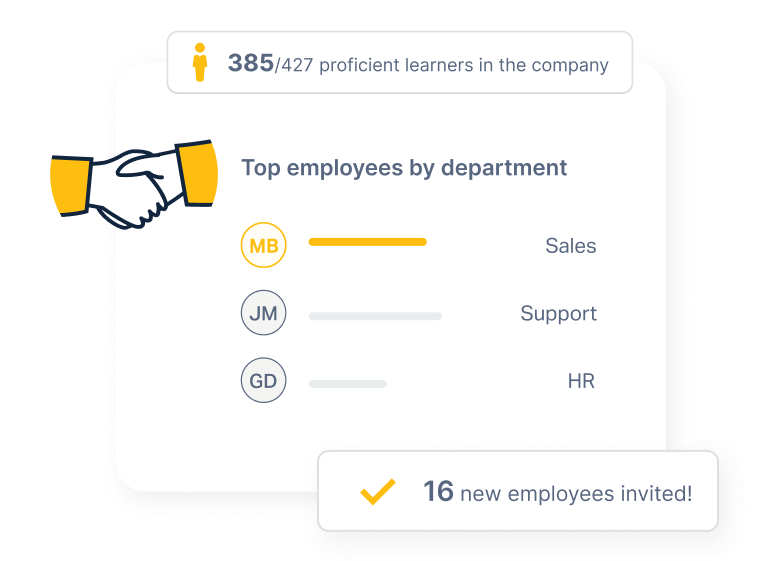 385/427 proficient learners in the company
Top employees by department
MB Sales
JM Support
GD HR
16 new employees invited!